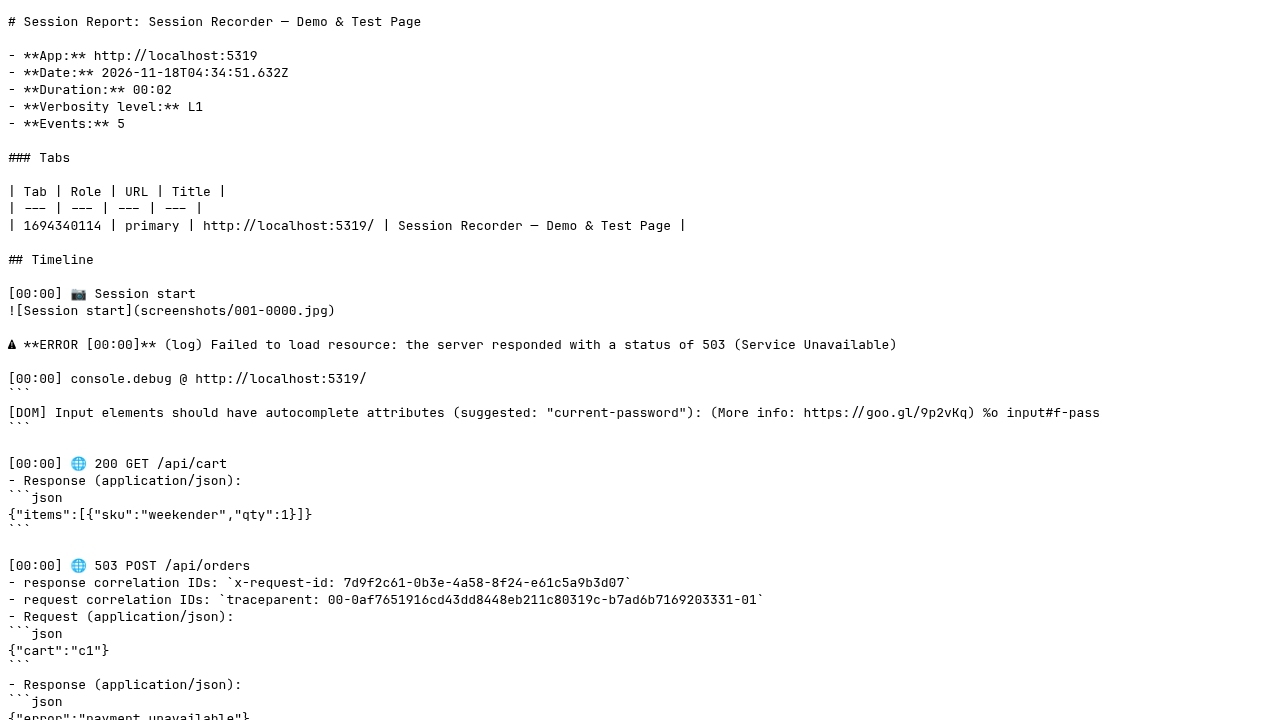 # Session Report: Session Recorder — Demo & Test Page
- **App:** http://localhost:5319
- **Date:** 2026-11-18T04:34:51.632Z
- **Duration:** 00:02
- **Verbosity level:** L1
- **Events:** 5
### Tabs
| Tab | Role | URL | Title |
| --- | --- | --- | --- |
| 1694340114 | primary | http://localhost:5319/ | Session Recorder — Demo & Test Page |
## Timeline
[00:00] 📷 Session start
![Session start](screenshots/001-0000.jpg)
⚠ **ERROR [00:00]** (log) Failed to load resource: the server responded with a status of 503 (Service Unavailable)
[00:00] console.debug @ http://localhost:5319/
```
[DOM] Input elements should have autocomplete attributes (suggested: "current-password"): (More info: https://goo.gl/9p2vKq) %o input#f-pass
```
[00:00] 🌐 200 GET /api/cart
- Response (application/json):
```json
{"items":[{"sku":"weekender","qty":1}]}
```
[00:00] 🌐 503 POST /api/orders
- response correlation IDs: `x-request-id: 7d9f2c61-0b3e-4a58-8f24-e61c5a9b3d07`
- request correlation IDs: `traceparent: 00-0af7651916cd43dd8448eb211c80319c-b7ad6b7169203331-01`
- Request (application/json):
```json
{"cart":"c1"}
```
- Response (application/json):
```json
{"error":"payment unavailable"}